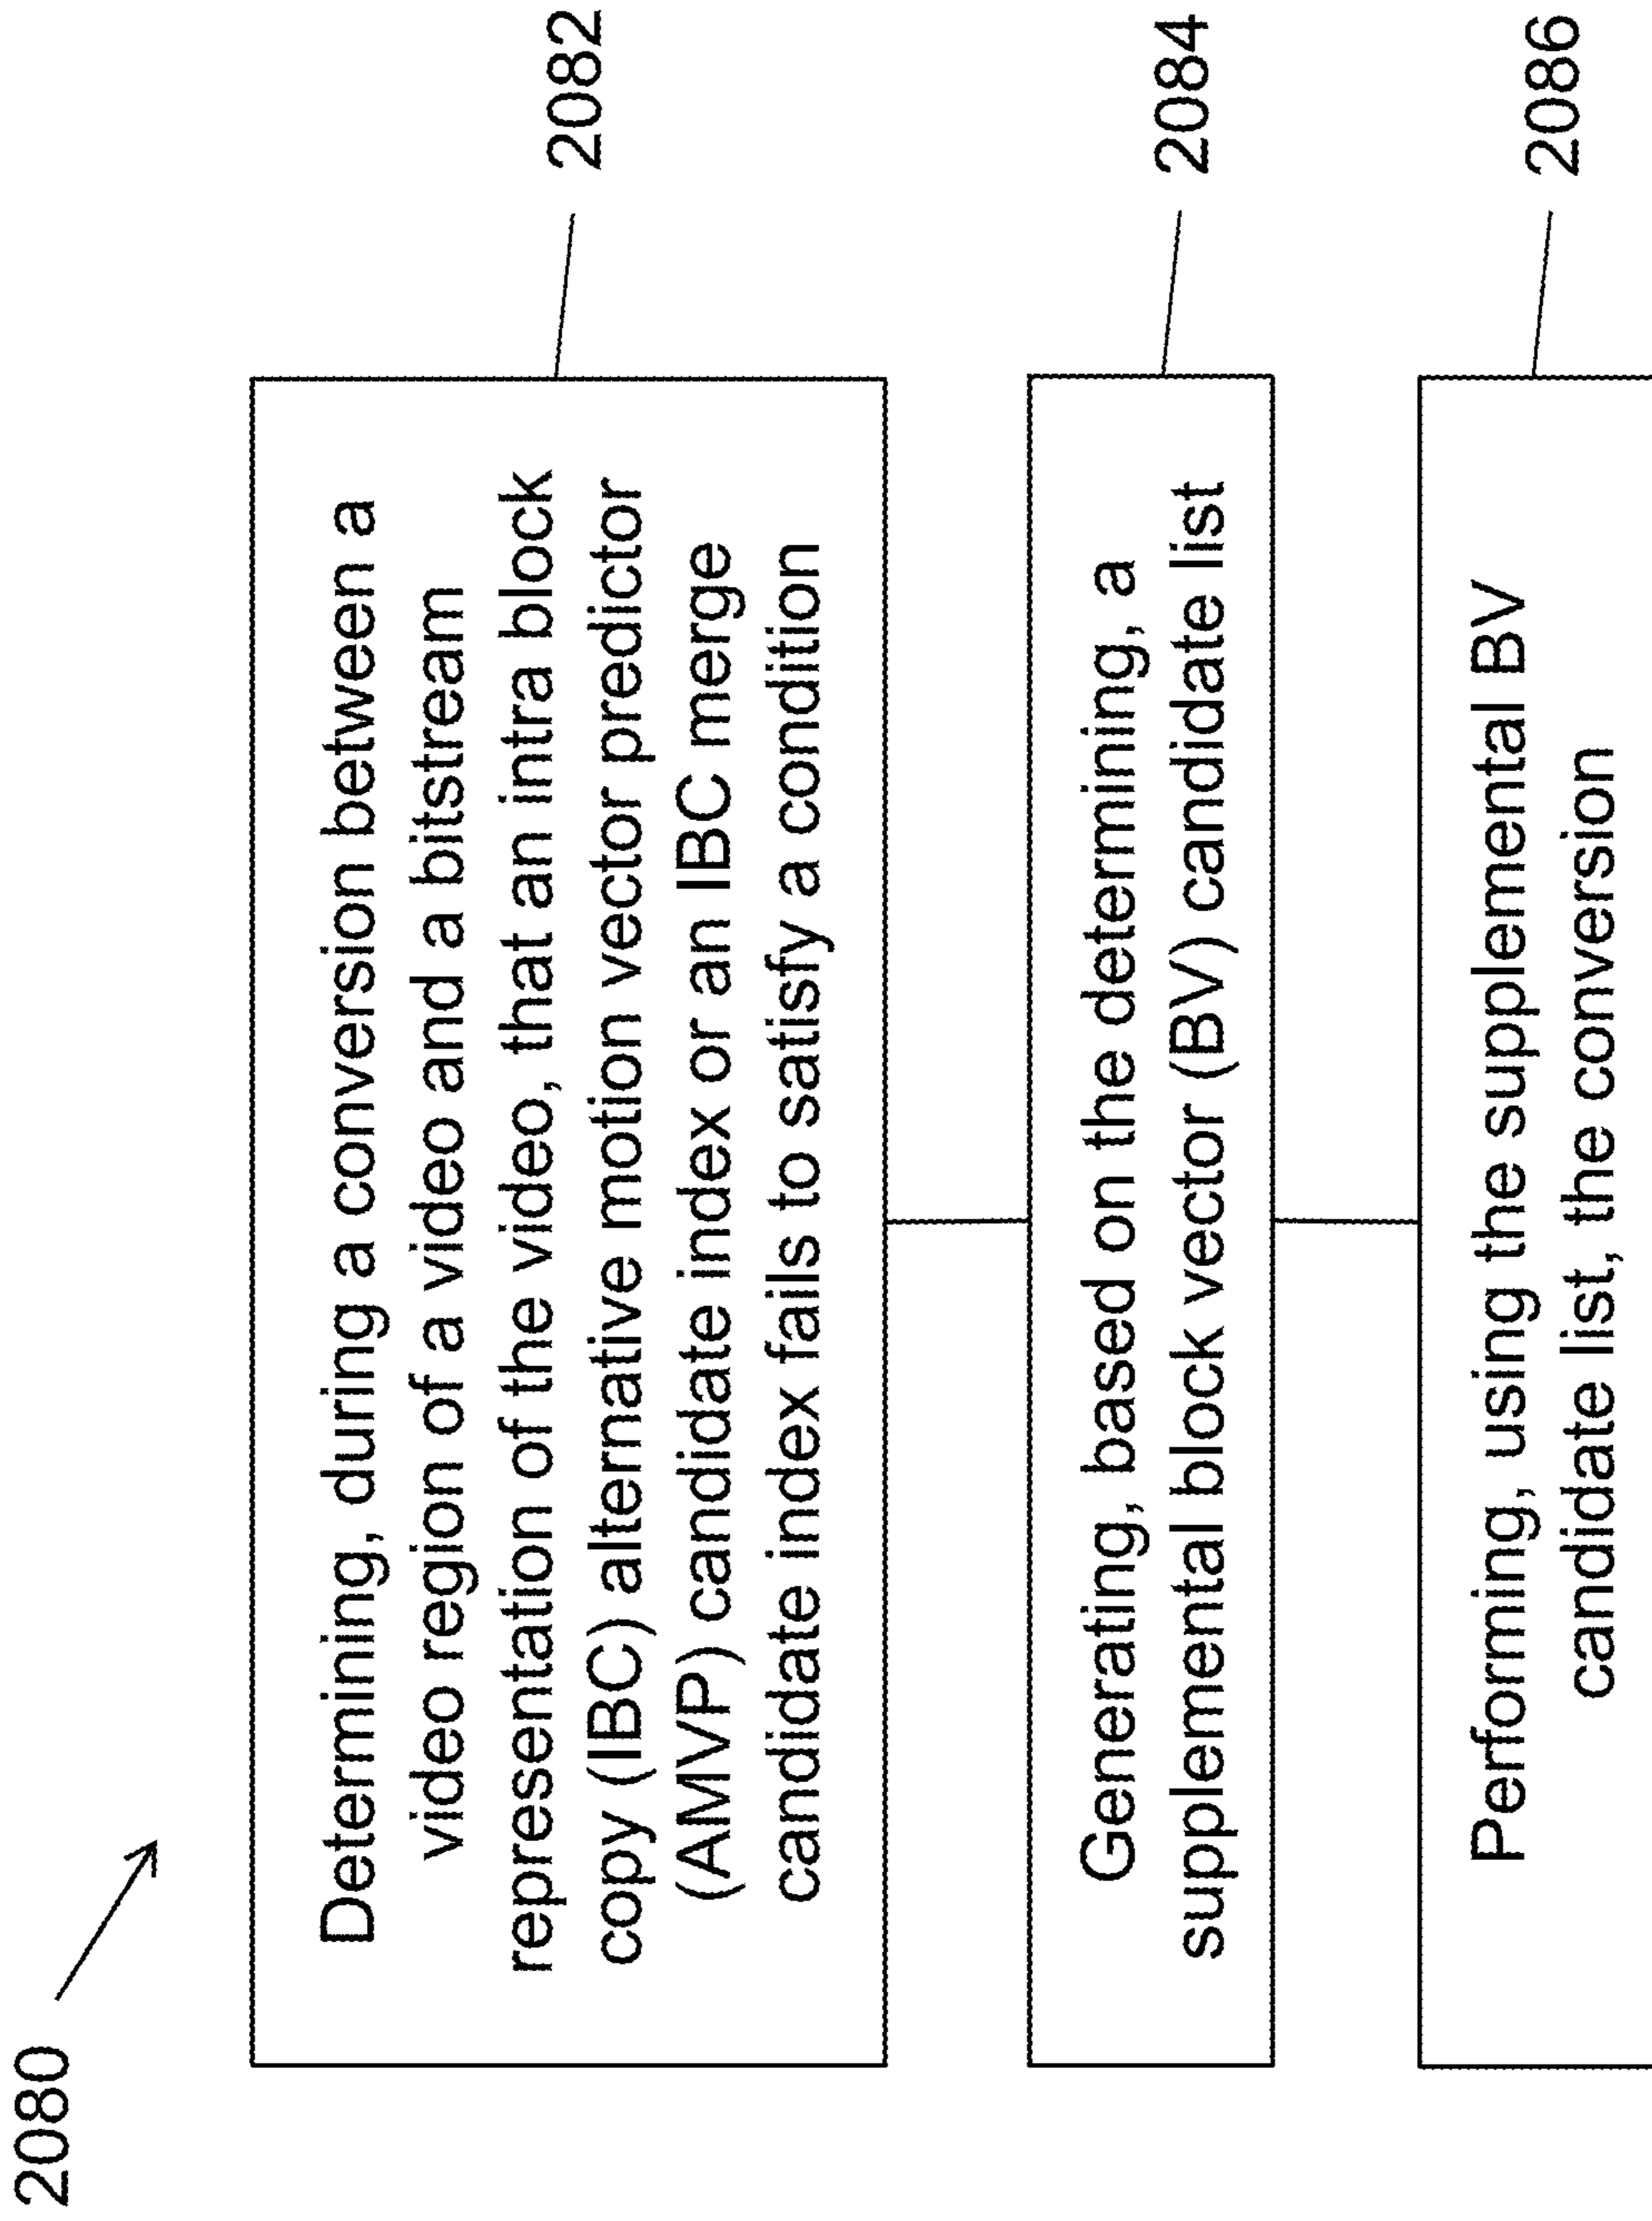 2080
Determining, during a conversion between a
video region of a video and a bitstream
representation of the video, that an intra block
copy (IBC) alternative motion vector predictor
(AMVP) candidate index or an IBC merge
candidate index fails to satisfy a condition
2082
Generating, based on the determining, a
supplemental block vector (BV) candidate list
2084
Performing, using the supplemental BV
candidate list, the conversion
2086